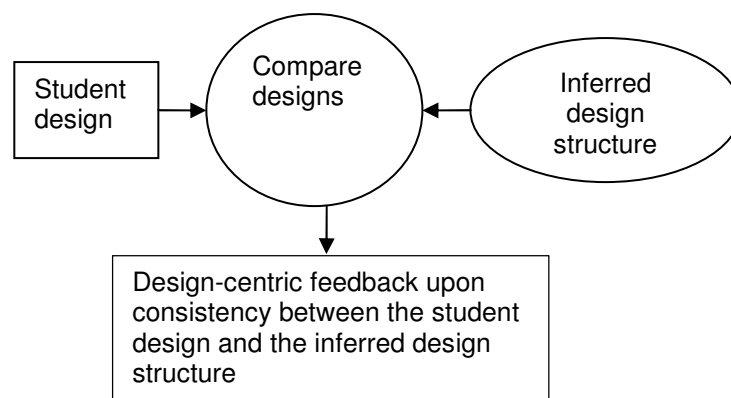 Student
design
Compare
designs
Inferred
design
structure
Design-centric feedback upon
consistency between the student
design and the inferred design
structure